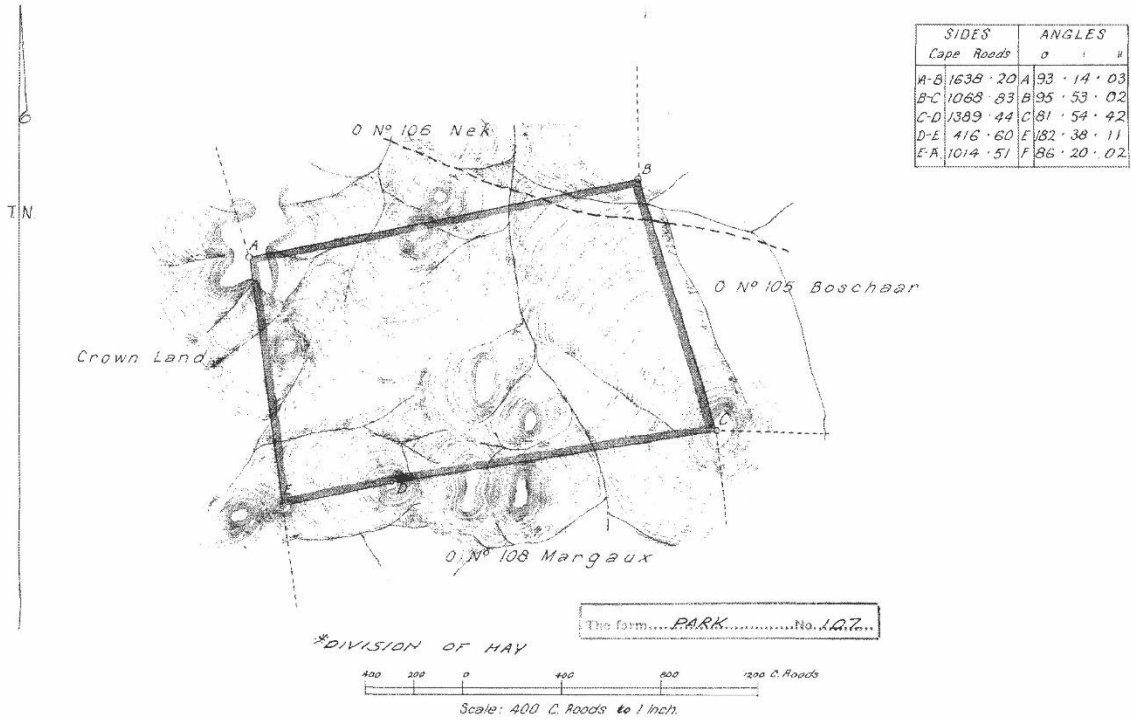 SIDES ANGLES
Cape Roods o ' "
A-B 1638 · 20 A 93 · 14 · 03
B-C 1068 · 83 B 95 · 53 · 02
C-D 1389 · 44 C 81 · 54 · 42
D-E 416 · 60 E 182 · 38 · 11
E-A 1014 · 51 F 86 · 20 · 02
O Nº 106 Nek
B
T.N.
A
O Nº 105 Boschaar
Crown Land
C
E
D
O Nº 108 Margaux
The form PARK No. 107
*DIVISION OF HAY
400 200 0 400 800 1200 C. Roods
Scale: 400 C. Roods to 1 Inch.